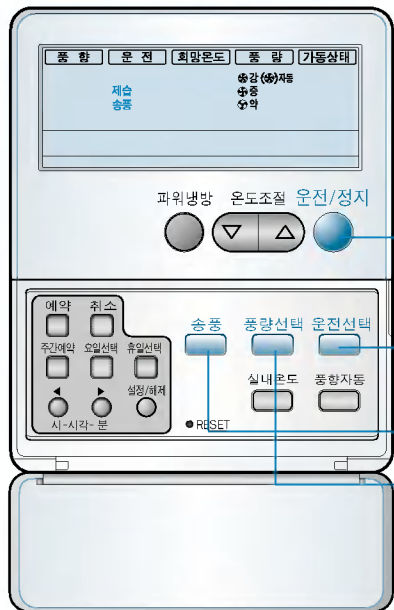 풍 향 운 전 희망온도 풍 량 가동상태
강 자동
제습 중
송풍 약
파워냉방 온도조절 운전/정지
예약 취소
송풍 풍량선택 운전선택
주간예약 요일선택 휴일선택
실내온도 풍향자동
설정/해제
시-시각-분
RESET